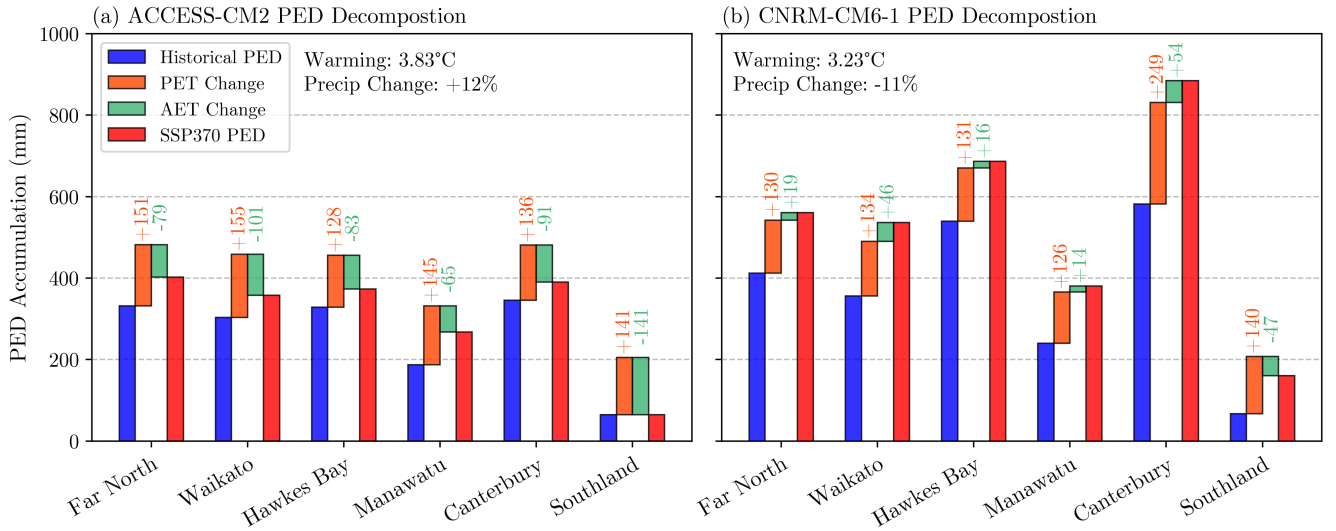 (a) ACCESS-CM2 PED Decompostion
PED Accumulation (mm)
1000
800
600
400
200
0
Historical PED
PET Change
AET Change
SSP370 PED
Warming: 3.83°C
Precip Change: +12%
+151
-79
+155
-101
+128
-83
+145
-65
+136
-91
+141
-141
Far North
Waikato
Hawkes Bay
Manawatu
Canterbury
Southland
(b) CNRM-CM6-1 PED Decompostion
Warming: 3.23°C
Precip Change: -11%
+130
+19
+134
+46
+131
+16
+126
+14
+249
+54
+140
-47
Far North
Waikato
Hawkes Bay
Manawatu
Canterbury
Southland